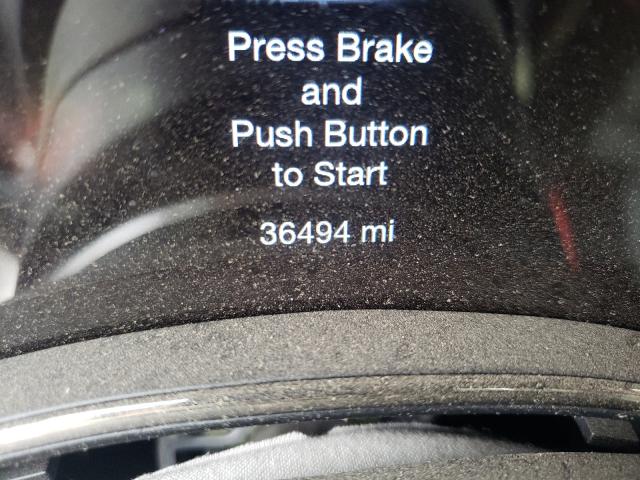 Press Brake
and
Push Button
to Start
36494 mi